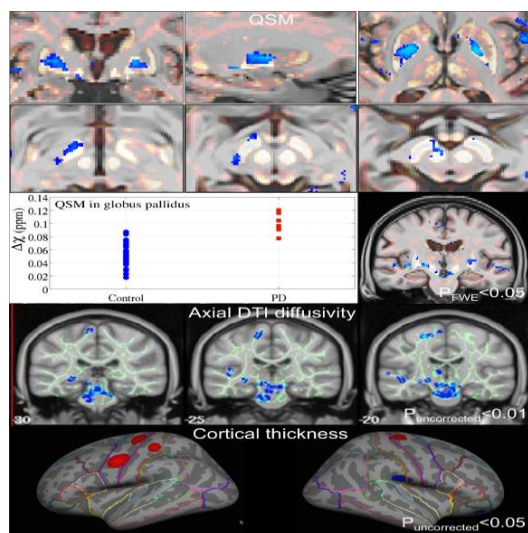 QSM
QSM in globus pallidus
Δχ (ppm)
0.14
0.12
0.1
0.08
0.06
0.04
0.02
0
Control
PD
PFWE<0.05
Axial DTI diffusivity
-30
-25
-20
Puncorrected<0.01
Cortical thickness
Puncorrected<0.05